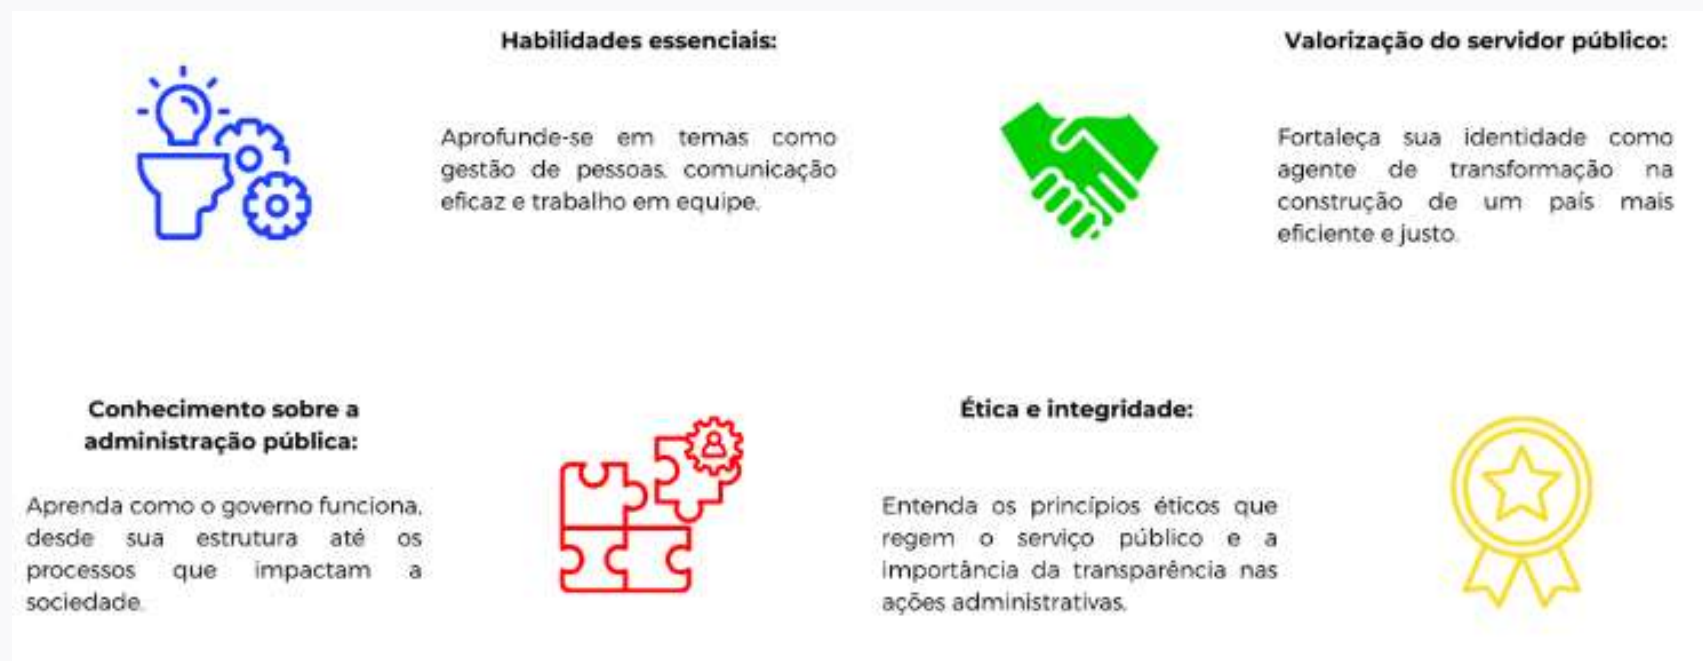 Habilidades essenciais:
Aprofunde-se em temas como
gestão de pessoas, comunicação
eficaz e trabalho em equipe.
Valorização do servidor público:
Fortaleça sua identidade como
agente de transformação na
construção de um país mais
eficiente e justo.
Conhecimento sobre a
administração pública:
Aprenda como o governo funciona,
desde sua estrutura até os
processos que impactam a
sociedade.
Ética e integridade:
Entenda os princípios éticos que
regem o serviço público e a
importância da transparência nas
ações administrativas.